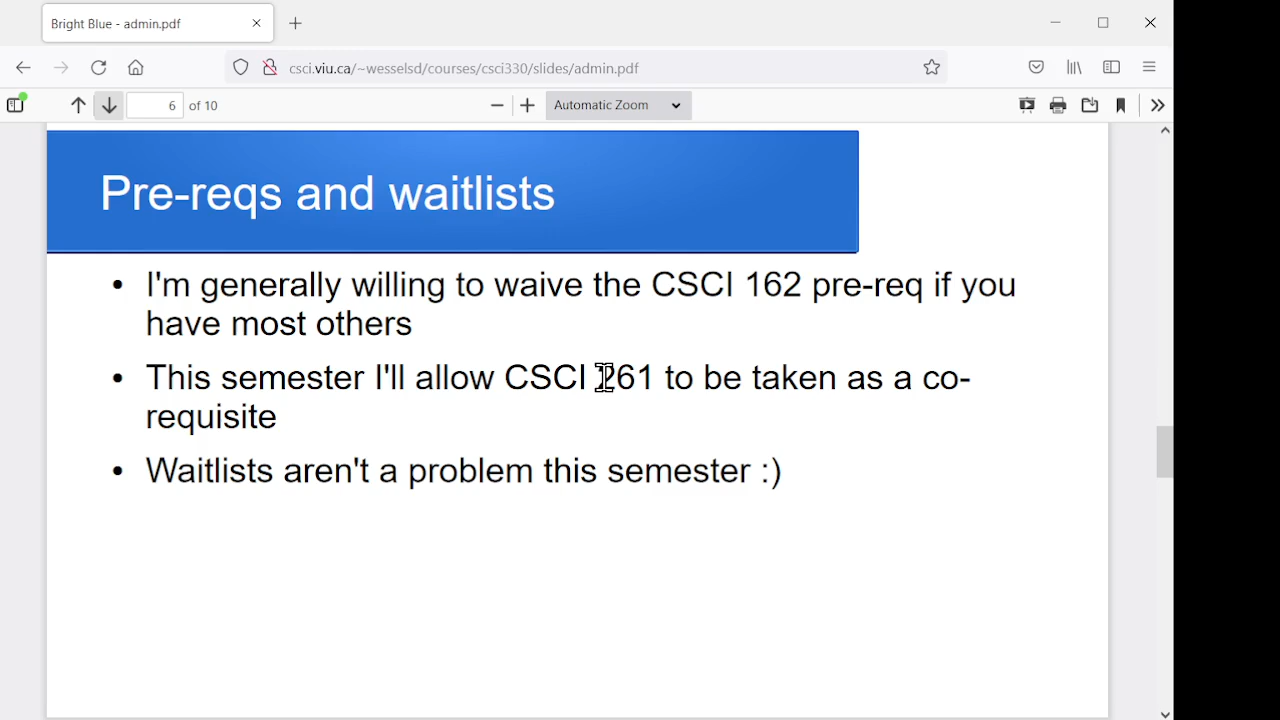 Bright Blue - admin.pdf
csci.viu.ca/~wesselsd/courses/csci330/slides/admin.pdf
6 of 10
Automatic Zoom
Pre-reqs and waitlists
• I'm generally willing to waive the CSCI 162 pre-req if you
have most others
• This semester I'll allow CSCI 261 to be taken as a co-
requisite
• Waitlists aren't a problem this semester :)